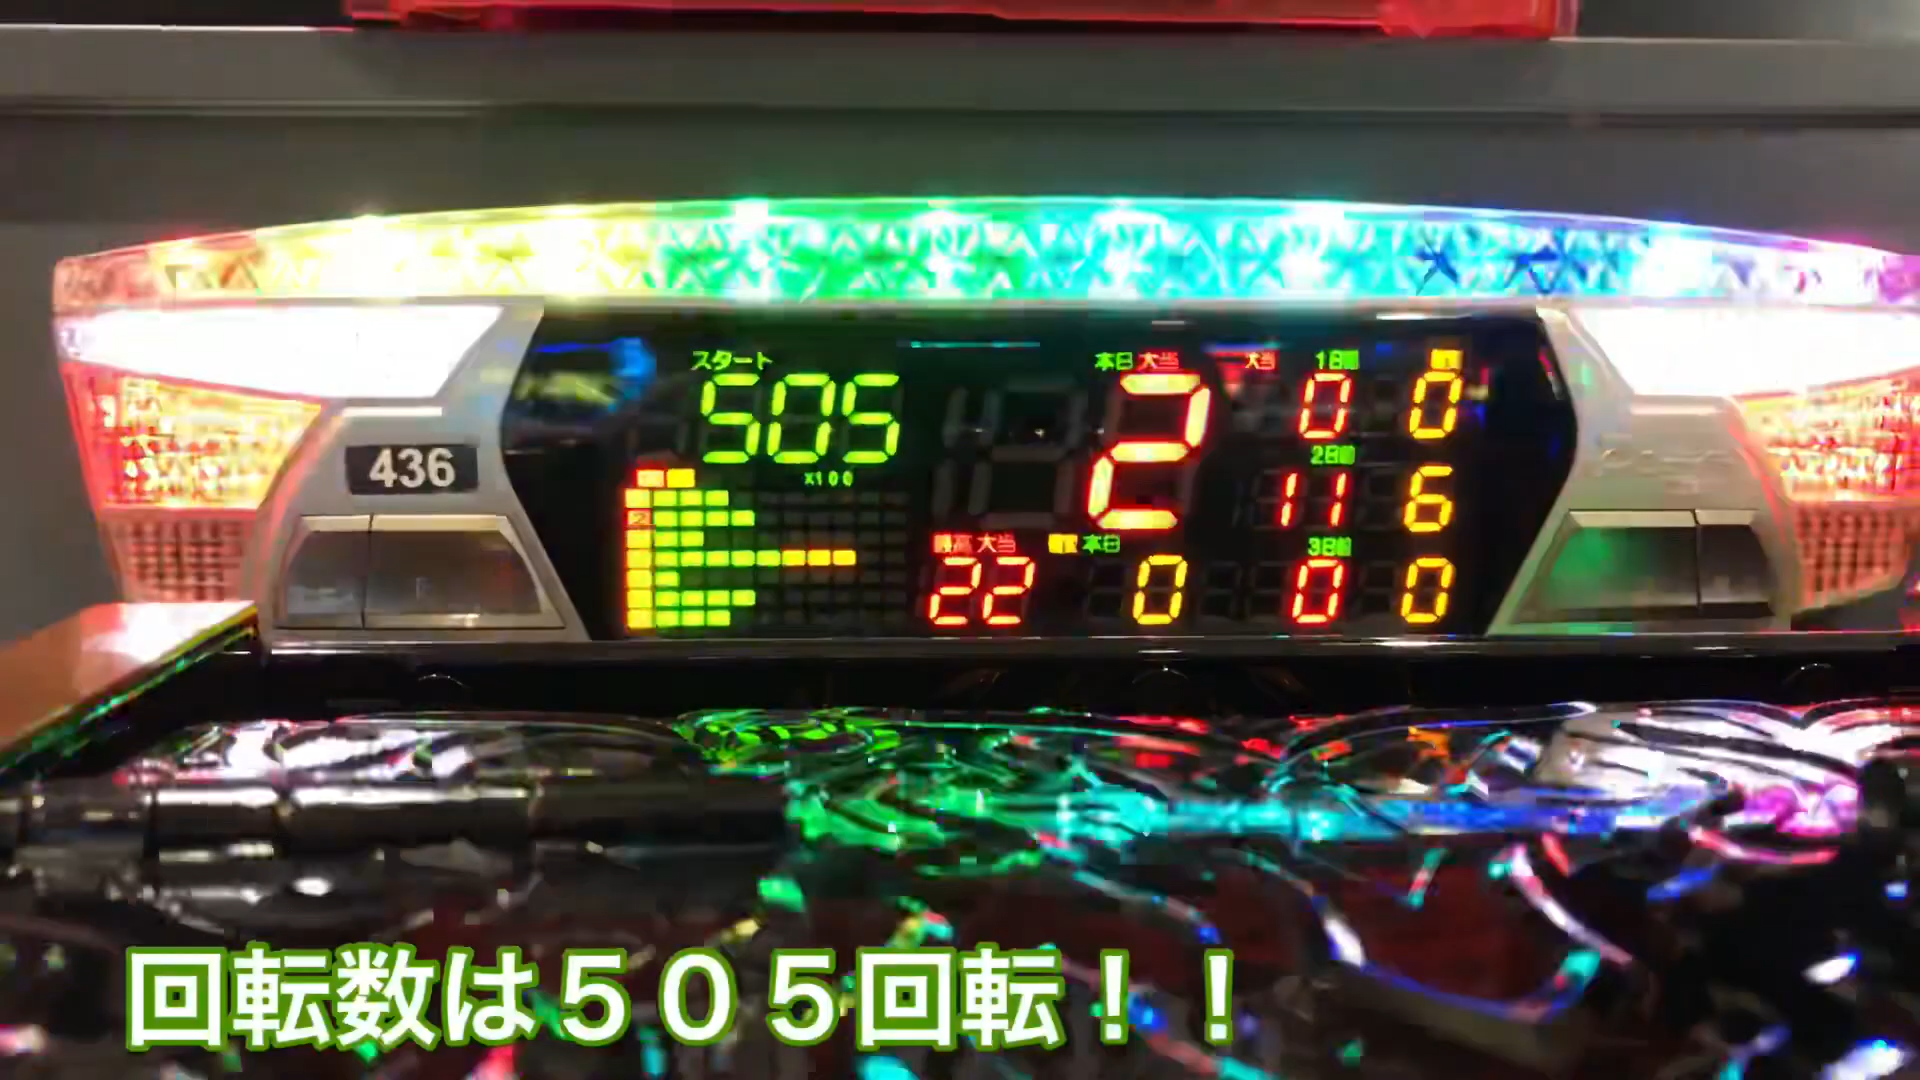 スタート
505
x100
436
本日 大当
2
大当 1日前
0 0
2日前
11 6
最高 大当
22
本日
0
3日前
0 0
回転数は５０５回転！！